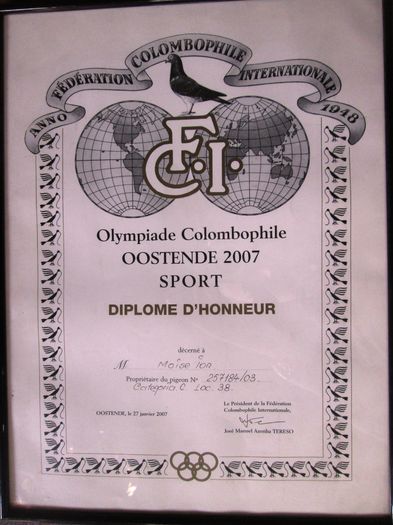 ANNO FÉDÉRATION COLOMBOPHILE INTERNATIONALE 1948
F.C.I.
Olympiade Colombophile
OOSTENDE 2007
SPORT
DIPLOME D'HONNEUR
décerné à
M Moise Ion
Propriétaire du pigeon N° 257184/03.
Categoria C Loc. 38.
OOSTENDE, le 27 janvier 2007
Le Président de la Fédération
Colombophile Internationale,
José Manuel TERESO